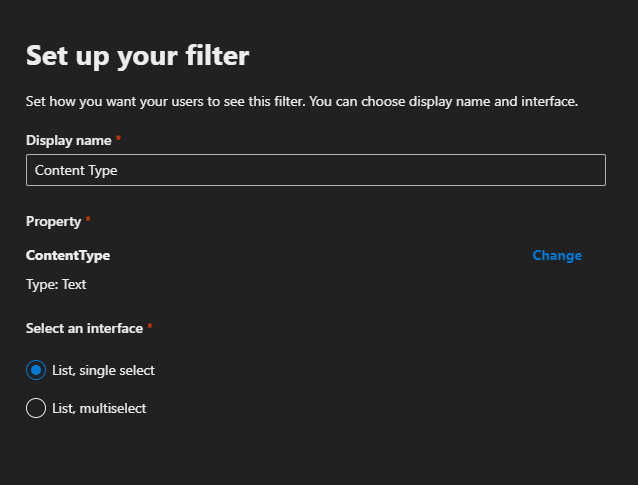 Set up your filter
Set how you want your users to see this filter. You can choose display name and interface.
Display name *
Content Type
Property *
ContentType
Change
Type: Text
Select an interface *
List, single select
List, multiselect